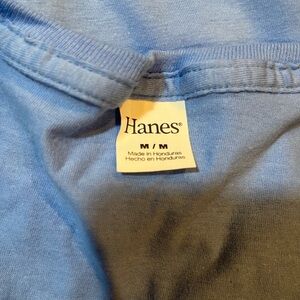 Hanes®
M / M
Made in Honduras
Hecho en Honduras